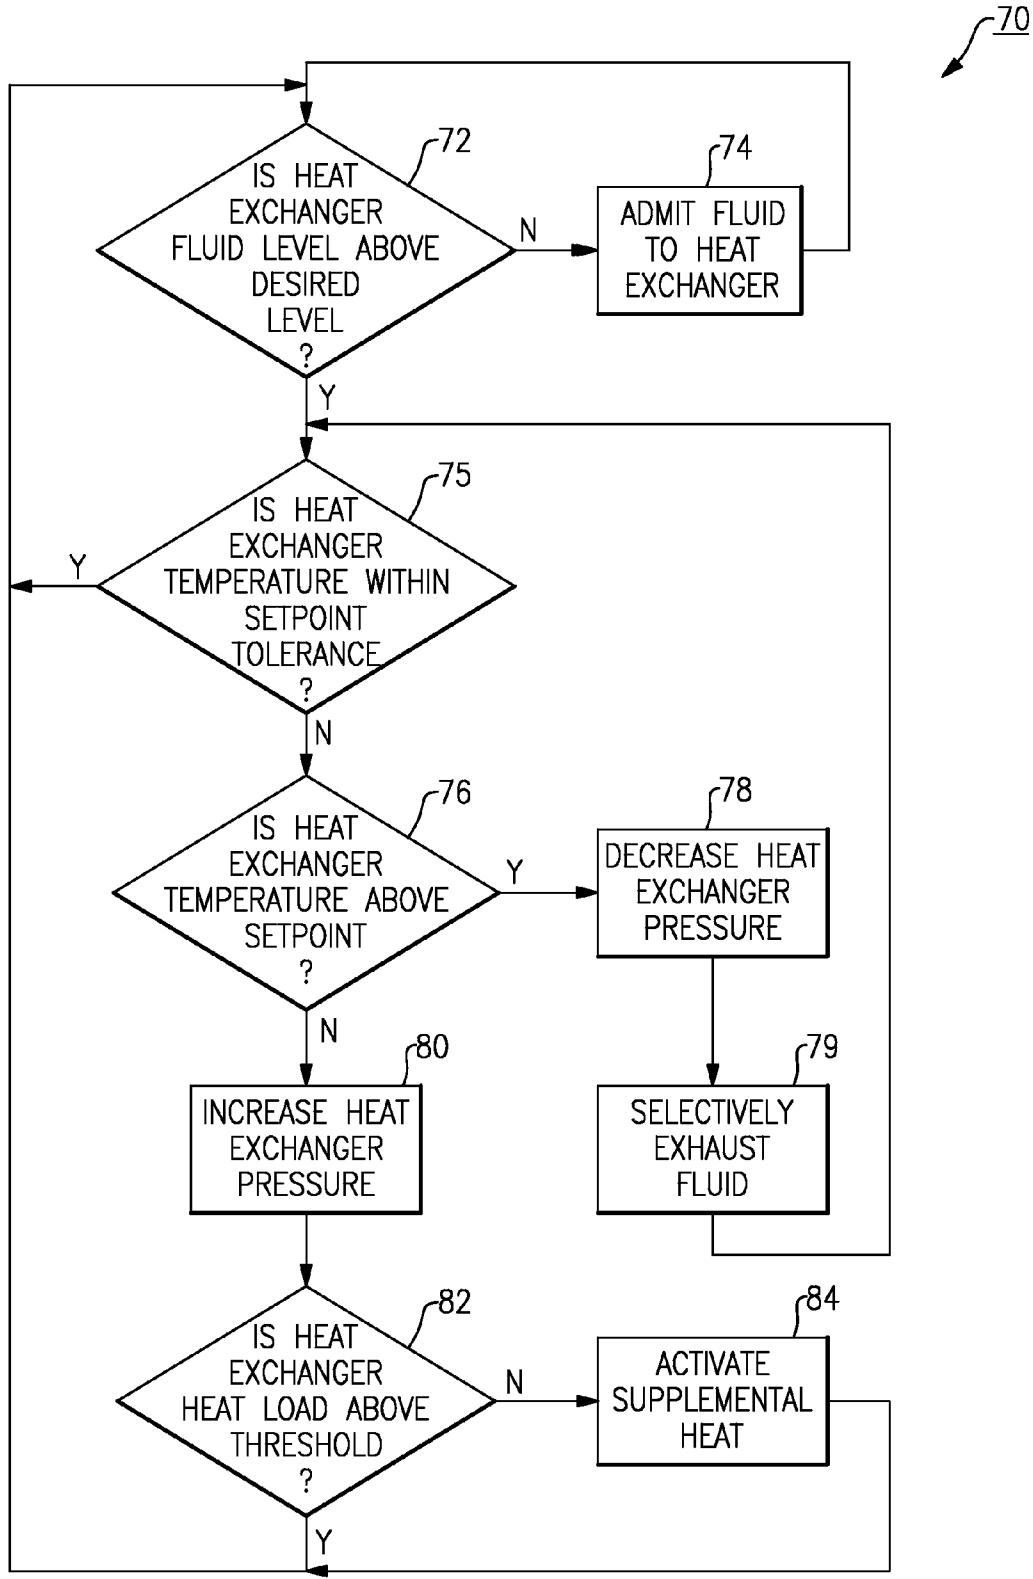 70
72
IS HEAT
EXCHANGER
FLUID LEVEL ABOVE
DESIRED
LEVEL
?
N
74
ADMIT FLUID
TO HEAT
EXCHANGER
Y
75
IS HEAT
EXCHANGER
TEMPERATURE WITHIN
SETPOINT
TOLERANCE
?
Y
N
76
IS HEAT
EXCHANGER
TEMPERATURE ABOVE
SETPOINT
?
Y
78
DECREASE HEAT
EXCHANGER
PRESSURE
N
79
SELECTIVELY
EXHAUST
FLUID
80
INCREASE HEAT
EXCHANGER
PRESSURE
82
IS HEAT
EXCHANGER
HEAT LOAD ABOVE
THRESHOLD
?
N
84
ACTIVATE
SUPPLEMENTAL
HEAT
Y